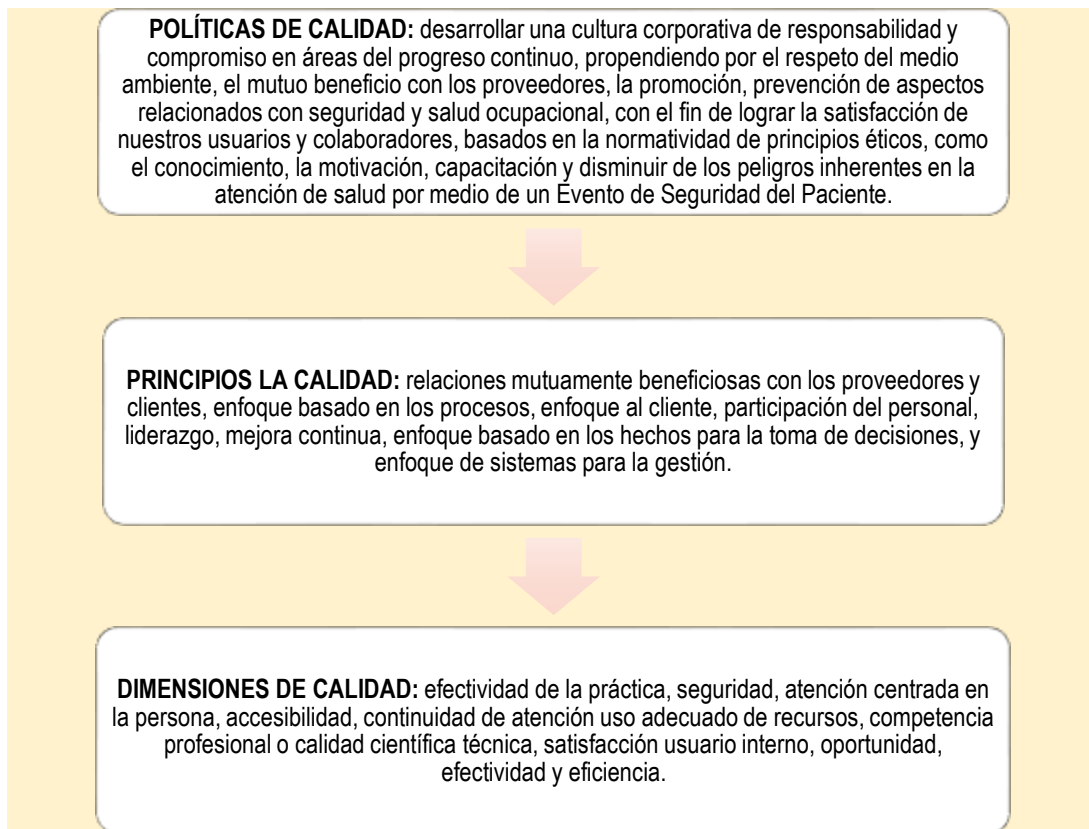 POLÍTICAS DE CALIDAD: desarrollar una cultura corporativa de responsabilidad y
compromiso en áreas del progreso continuo, propendiendo por el respeto del medio
ambiente, el mutuo beneficio con los proveedores, la promoción, prevención de aspectos
relacionados con seguridad y salud ocupacional, con el fin de lograr la satisfacción de
nuestros usuarios y colaboradores, basados en la normatividad de principios éticos, como
el conocimiento, la motivación, capacitación y disminuir de los peligros inherentes en la
atención de salud por medio de un Evento de Seguridad del Paciente.
PRINCIPIOS LA CALIDAD: relaciones mutuamente beneficiosas con los proveedores y
clientes, enfoque basado en los procesos, enfoque al cliente, participación del personal,
liderazgo, mejora continua, enfoque basado en los hechos para la toma de decisiones, y
enfoque de sistemas para la gestión.
DIMENSIONES DE CALIDAD: efectividad de la práctica, seguridad, atención centrada en
la persona, accesibilidad, continuidad de atención uso adecuado de recursos, competencia
profesional o calidad científica técnica, satisfacción usuario interno, oportunidad,
efectividad y eficiencia.